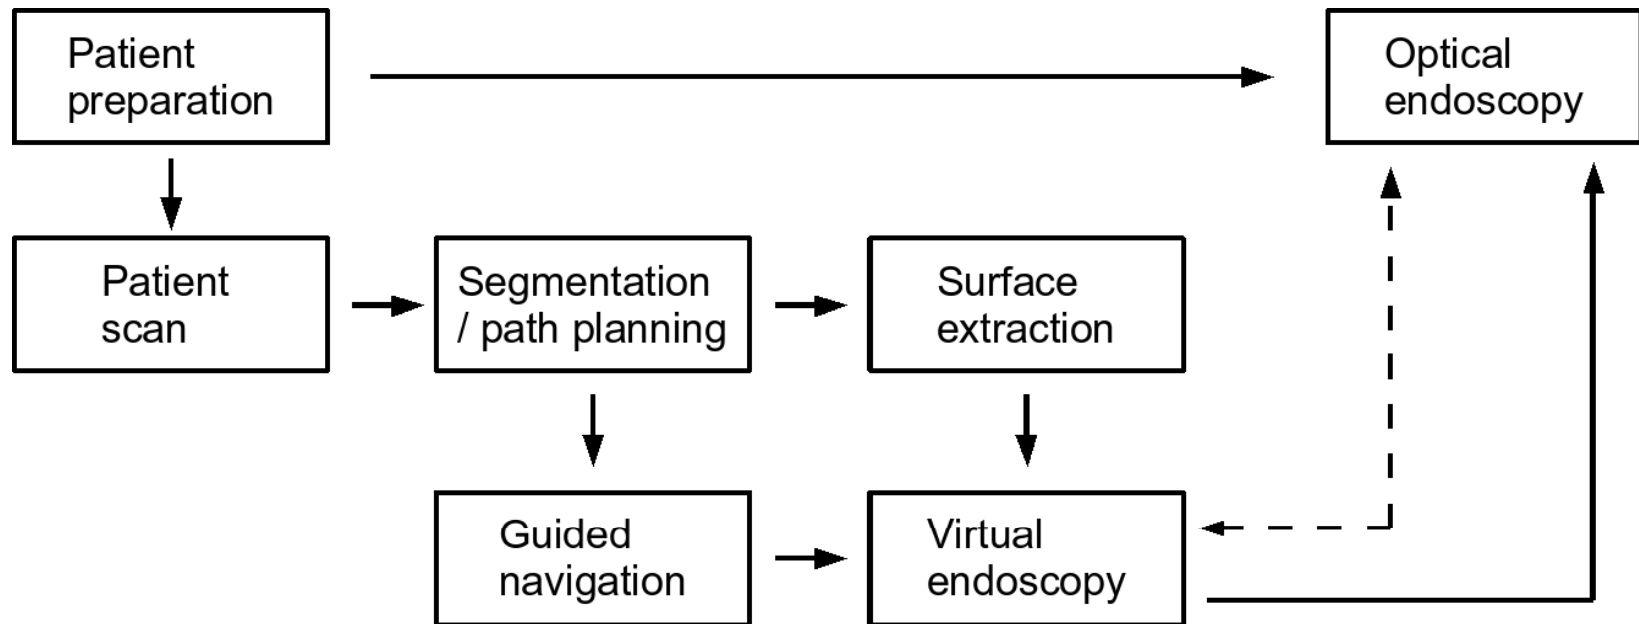 Patient
preparation
Optical
endoscopy
Patient
scan
Segmentation
/ path planning
Surface
extraction
Guided
navigation
Virtual
endoscopy